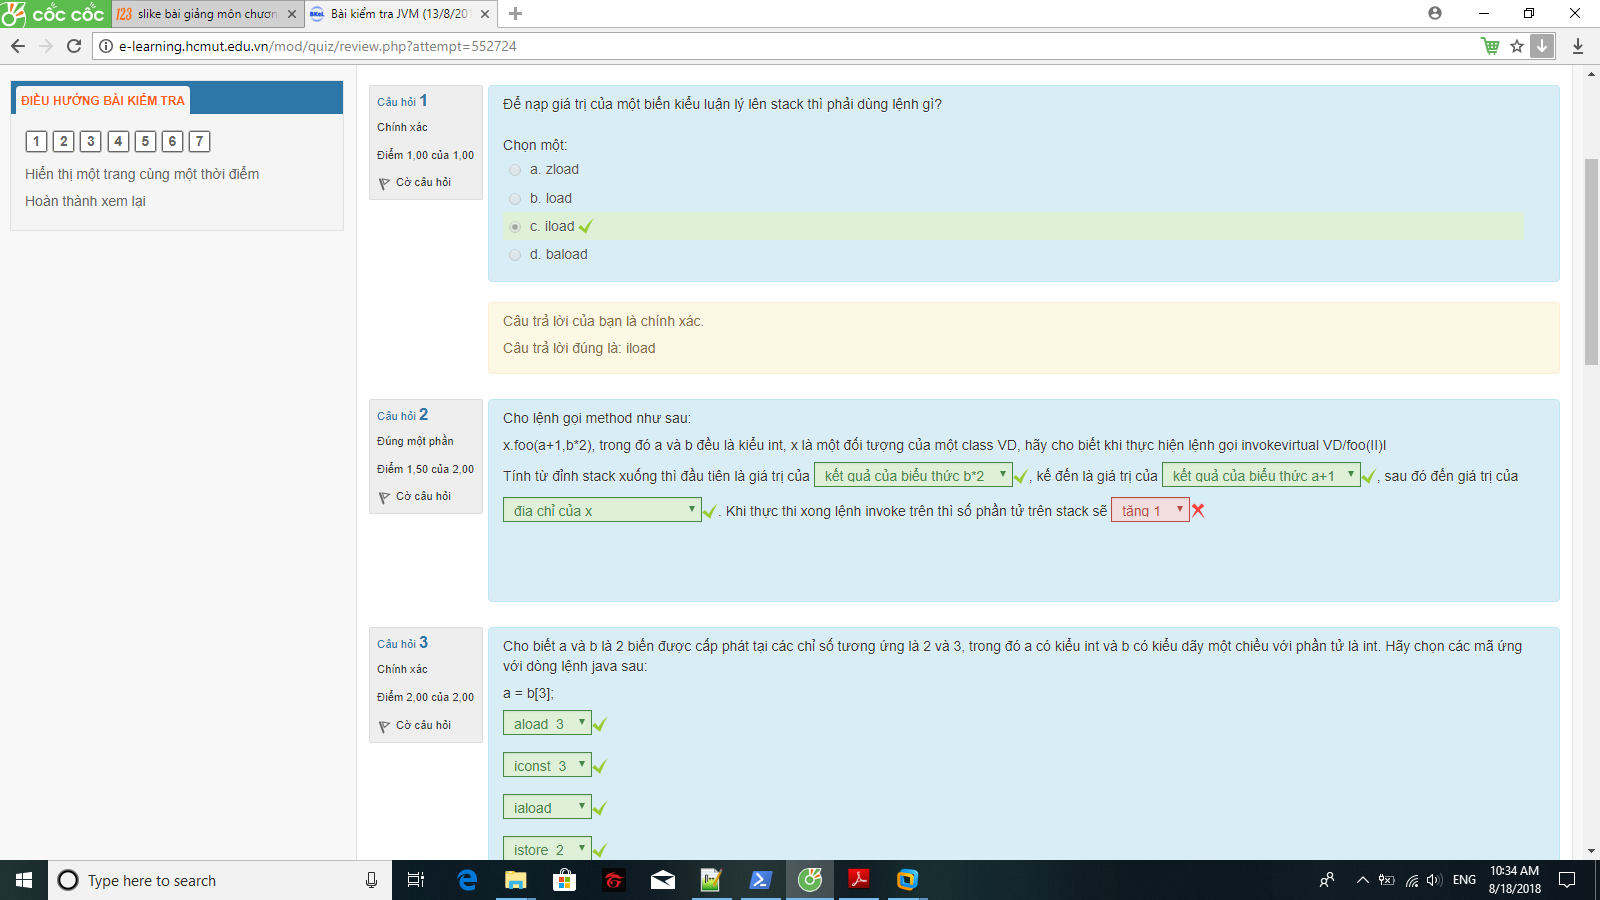 cốc cốc
123 slike bài giảng môn chươn
BKeL Bài kiểm tra JVM (13/8/201
e-learning.hcmut.edu.vn/mod/quiz/review.php?attempt=552724
ĐIỀU HƯỚNG BÀI KIỂM TRA
1 2 3 4 5 6 7
Hiển thị một trang cùng một thời điểm
Hoàn thành xem lại
Câu hỏi 1
Chính xác
Điểm 1,00 của 1,00
Cờ câu hỏi
Để nạp giá trị của một biến kiểu luận lý lên stack thì phải dùng lệnh gì?
Chọn một:
a. zload
b. load
c. iload
d. baload
Câu trả lời của bạn là chính xác.
Câu trả lời đúng là: iload
Câu hỏi 2
Đúng một phần
Điểm 1,50 của 2,00
Cờ câu hỏi
Cho lệnh gọi method như sau:
x.foo(a+1,b*2), trong đó a và b đều là kiểu int, x là một đối tượng của một class VD, hãy cho biết khi thực hiện lệnh gọi invokevirtual VD/foo(II)I
Tính từ đỉnh stack xuống thì đầu tiên là giá trị của kết quả của biểu thức b*2 , kế đến là giá trị của kết quả của biểu thức a+1 , sau đó đến giá trị của
địa chỉ của x . Khi thực thi xong lệnh invoke trên thì số phần tử trên stack sẽ tăng 1
Câu hỏi 3
Chính xác
Điểm 2,00 của 2,00
Cờ câu hỏi
Cho biết a và b là 2 biến được cấp phát tại các chỉ số tương ứng là 2 và 3, trong đó a có kiểu int và b có kiểu dãy một chiều với phần tử là int. Hãy chọn các mã ứng
với dòng lệnh java sau:
a = b[3];
aload_3
iconst_3
iaload
istore_2
Type here to search
ENG
10:34 AM
8/18/2018